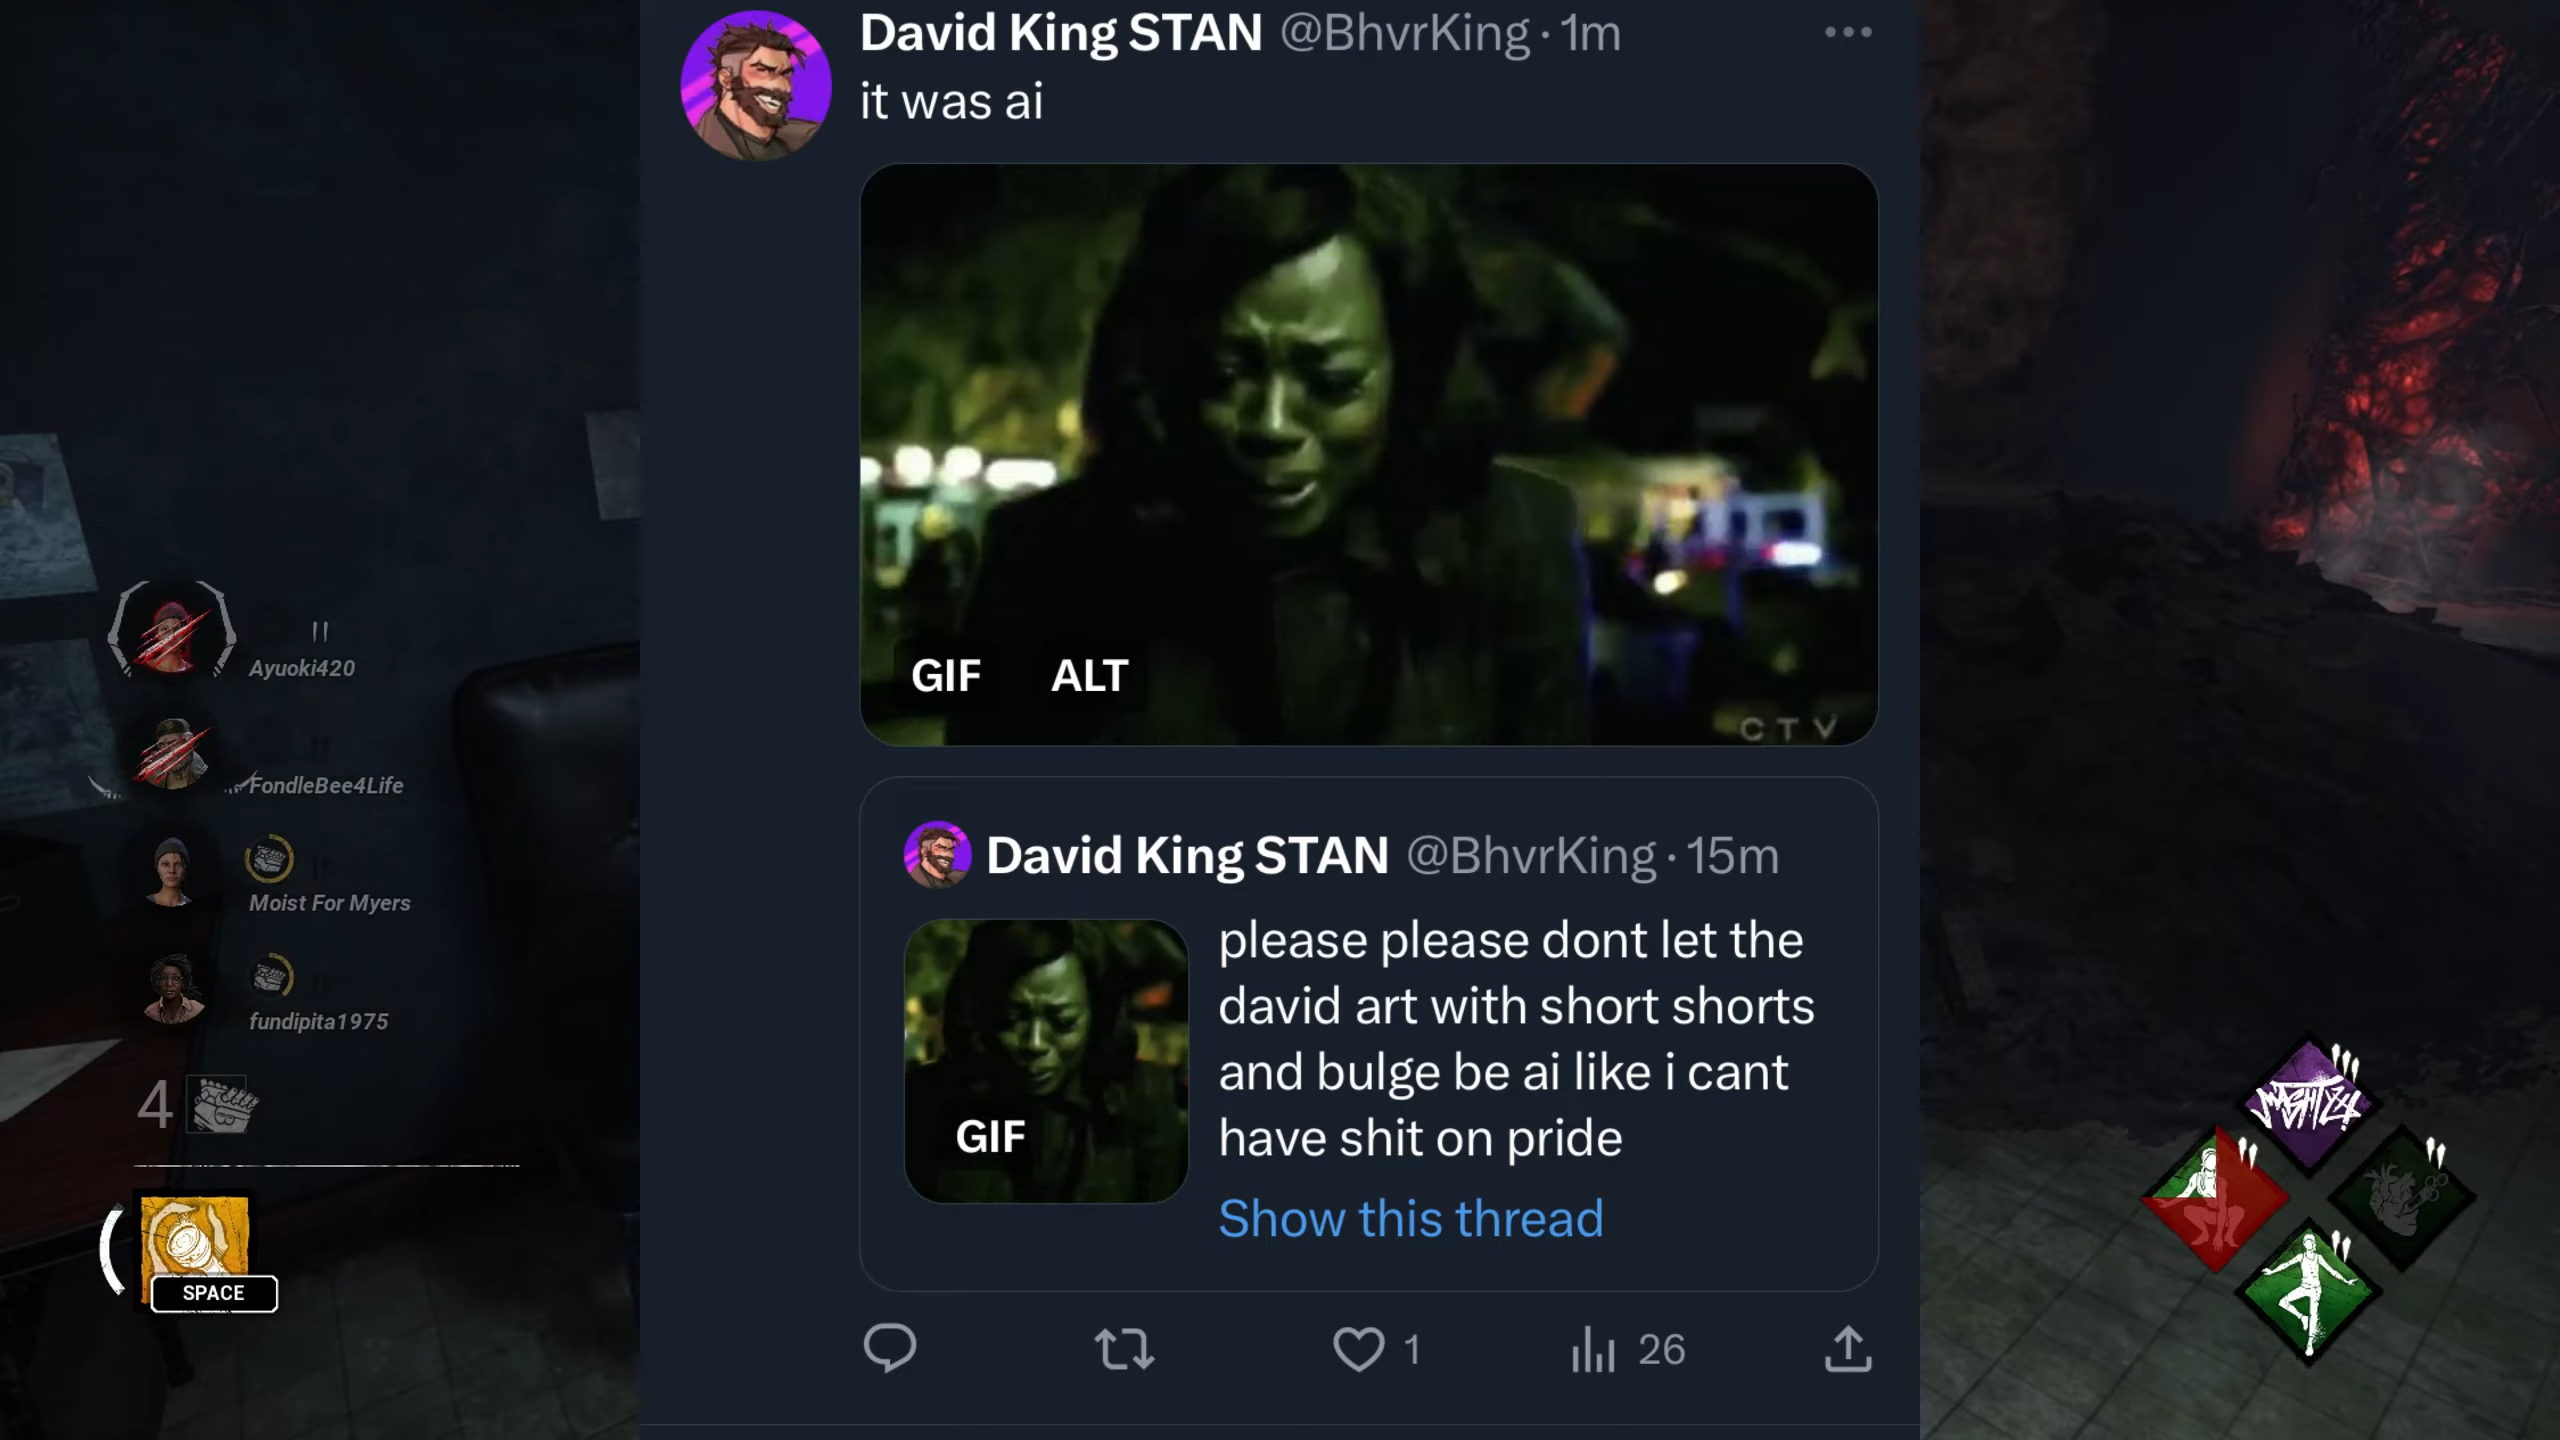 David King STAN @BhvrKing · 1m
it was ai
GIF ALT
CTV
David King STAN @BhvrKing · 15m
please please dont let the
david art with short shorts
and bulge be ai like i cant
have shit on pride
GIF
Show this thread
1 26
Ayuoki420
FondleBee4Life
Moist For Myers
fundipita1975
4
SPACE